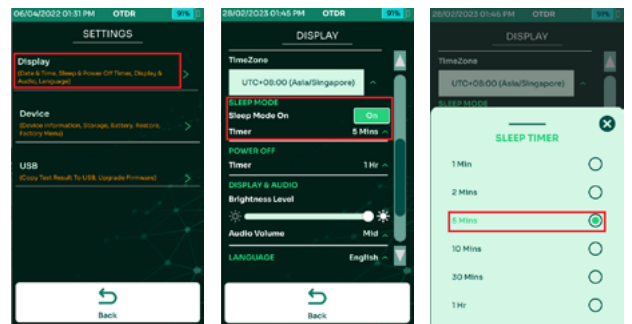 06/04/2022 01:31 PM OTDR 91%
SETTINGS
Display
(Date & Time, Sleep & Power Off Timer, Display &
Audio, Language)
Device
(Device Information, Storage, Battery, Restore,
Factory Menu)
USB
(Copy Test Result To USB, Upgrade Firmware)
Back
28/02/2023 01:45 PM OTDR 91%
DISPLAY
TimeZone
UTC+08:00 (Asia/Singapore)
SLEEP MODE
Sleep Mode On On
Timer 5 Mins
POWER OFF
Timer 1 Hr
DISPLAY & AUDIO
Brightness Level
Audio Volume Mid
LANGUAGE English
Back
28/02/2023 01:46 PM OTDR 91%
DISPLAY
TimeZone
UTC+08:00 (Asia/Singapore)
SLEEP MODE
SLEEP TIMER
1 Min
2 Mins
5 Mins
10 Mins
30 Mins
1 Hr